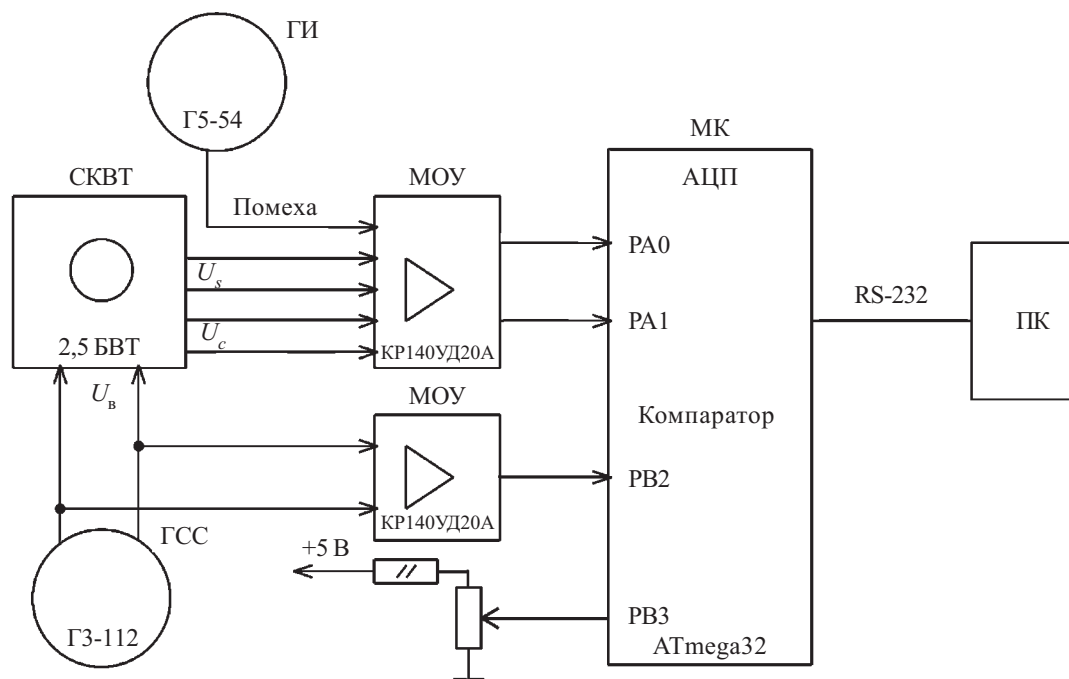 ГИ
Г5-54
МК
СКВТ
МОУ
АЦП
Помеха
PA0
U_s
RS-232
PA1
ПК
U_c
2,5 БВТ
КР140УД20А
МОУ
U_в
Компаратор
PB2
КР140УД20А
ГСС
+5 В
Г3-112
PB3
ATmega32